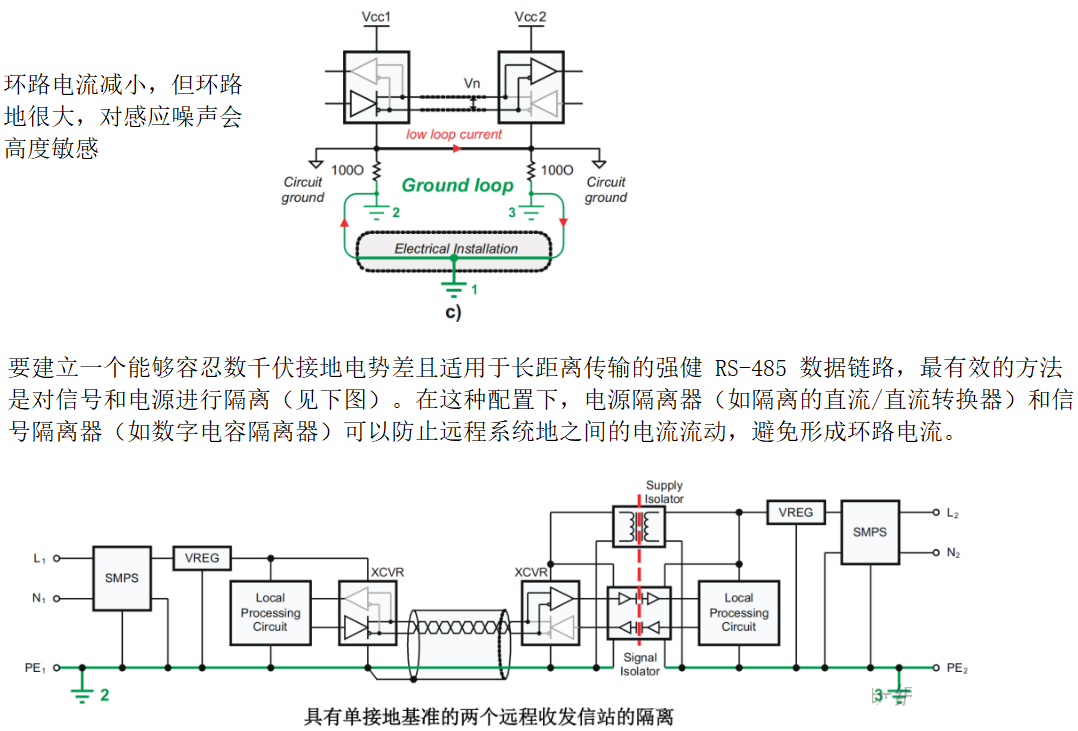 Vcc1
Vcc2
环路电流减小，但环路
地很大，对感应噪声会
高度敏感
Vn
low loop current
100Ω
100Ω
Circuit
ground
Ground loop
Circuit
ground
2
3
Electrical Installation
1
c)
要建立一个能够容忍数千伏接地电势差且适用于长距离传输的强健 RS-485 数据链路，最有效的方法
是对信号和电源进行隔离（见下图）。在这种配置下，电源隔离器（如隔离的直流/直流转换器）和信
号隔离器（如数字电容隔离器）可以防止远程系统地之间的电流流动，避免形成环路电流。
Supply
Isolator
VREG
L₂
SMPS
N₂
L₁
SMPS
VREG
N₁
XCVR
XCVR
Local
Processing
Circuit
Local
Processing
Circuit
Signal
Isolator
PE₁
PE₂
2
3
具有单接地基准的两个远程收发信站的隔离